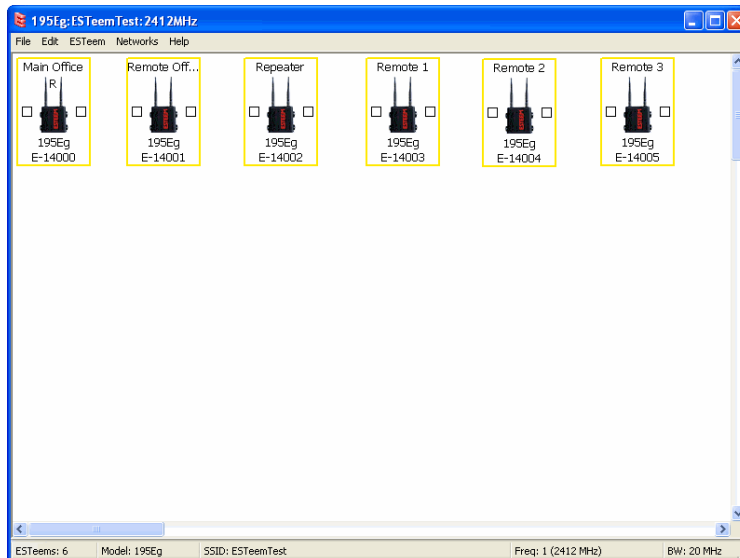 195Eg:ESTeemTest:2412MHz
File Edit ESTeem Networks Help
Main Office Remote Off... Repeater Remote 1 Remote 2 Remote 3
R
195Eg 195Eg 195Eg 195Eg 195Eg 195Eg
E-14000 E-14001 E-14002 E-14003 E-14004 E-14005
ESTeems: 6 Model: 195Eg SSID: ESTeemTest Freq: 1 (2412 MHz) BW: 20 MHz